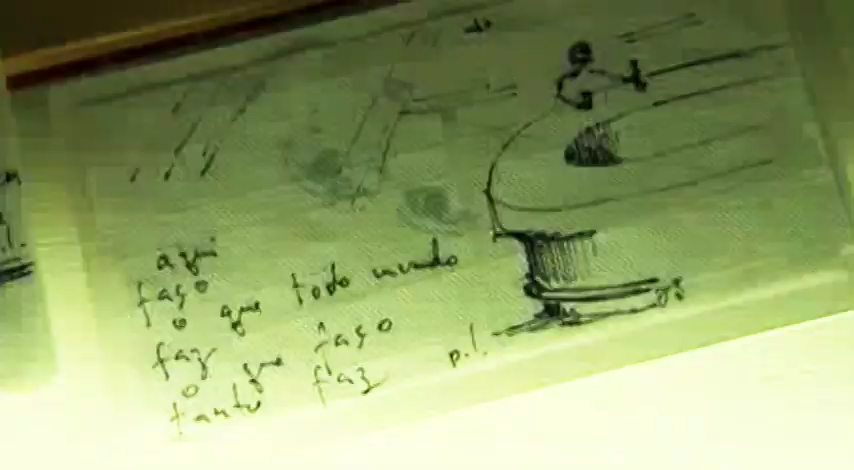 aqui
faço
o que todo mundo
faz
o que faço
tanto faz
p.l.